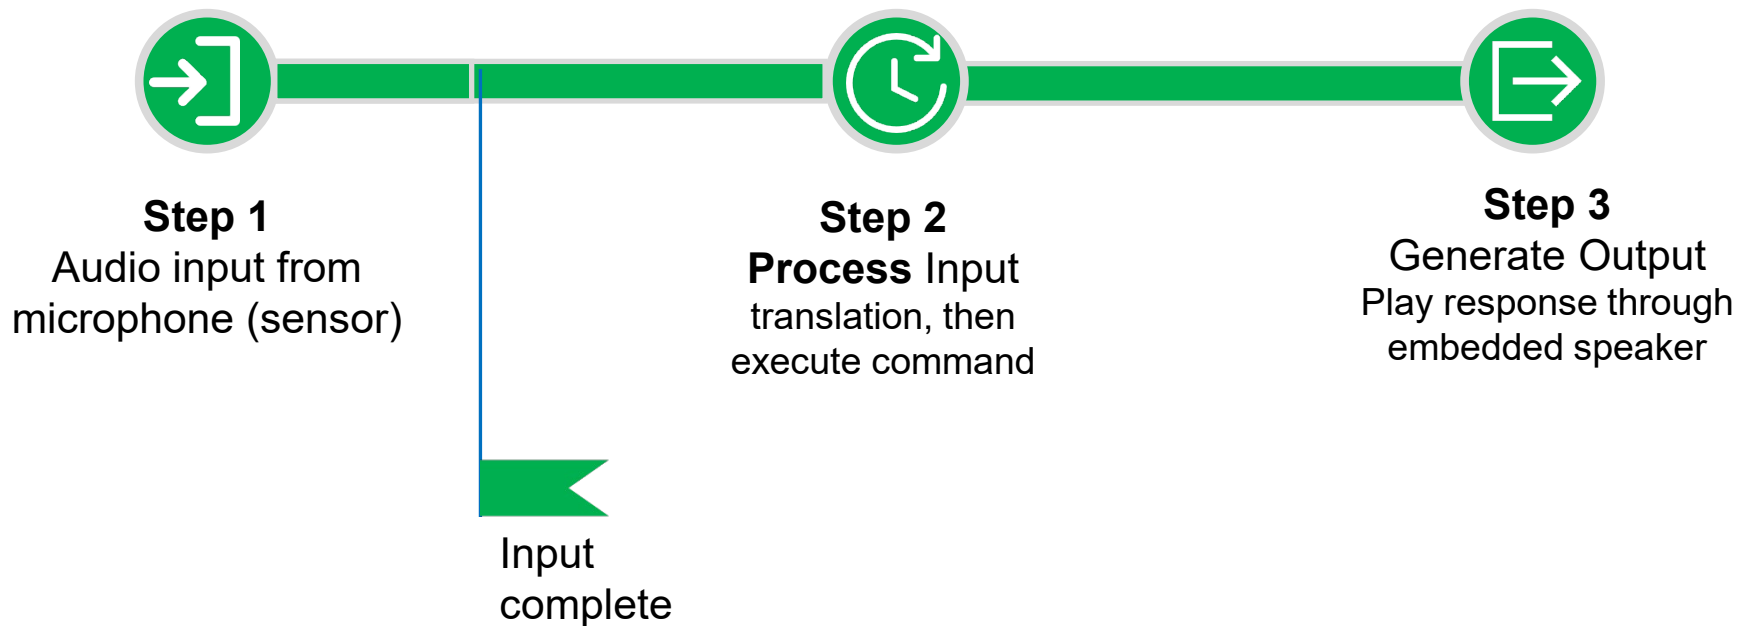 Step 1
Audio input from
microphone (sensor)
Step 2
Process Input
translation, then
execute command
Step 3
Generate Output
Play response through
embedded speaker
Input
complete